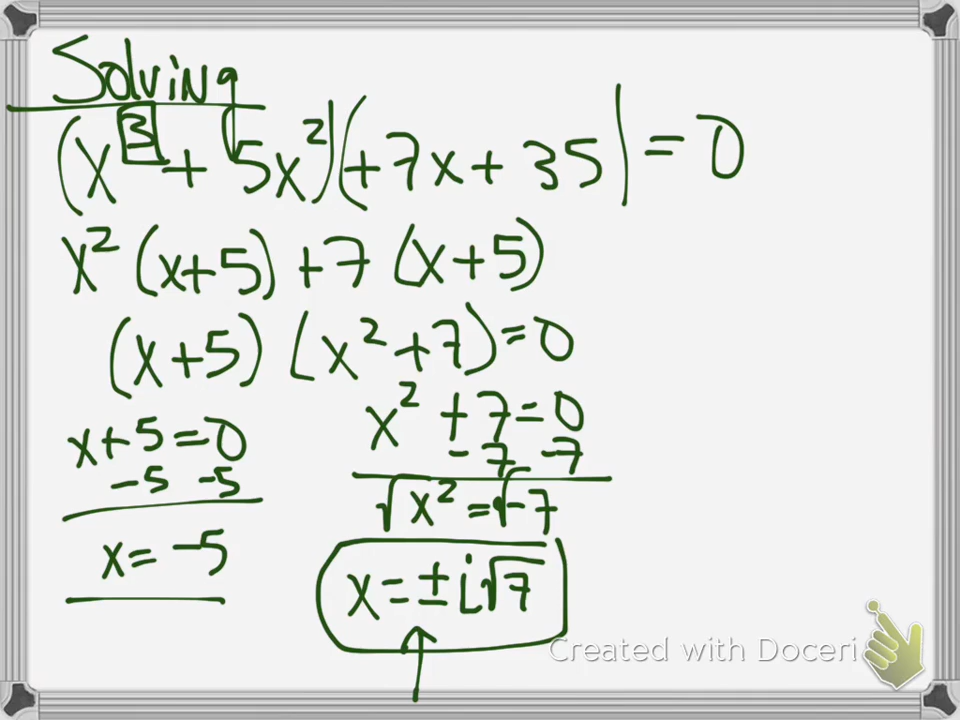 Solving
(x³ + 5x²)(+7x + 35) = 0
x² (x+5) +7 (x+5)
(x+5) (x²+7) = 0
x² +7 = 0
x+5 = 0
-7 -7
-5 -5
√x² = √-7
x = -5
x = ± i√7
Created with Doceri